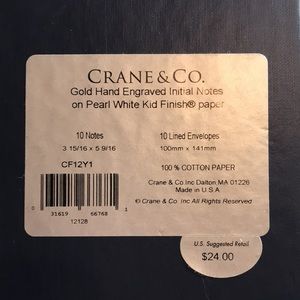 CRANE & CO.
Gold Hand Engraved Initial Notes
on Pearl White Kid Finish® paper
10 Notes
3 15/16 x 5 9/16
CF12Y1
0 31619 66768 1
12128
10 Lined Envelopes
100mm x 141mm
100 % COTTON PAPER
Crane & Co Inc Dalton MA 01226
Made in U.S.A
© Crane & Co. Inc All Rights Reserved
U.S. Suggested Retail
$24.00